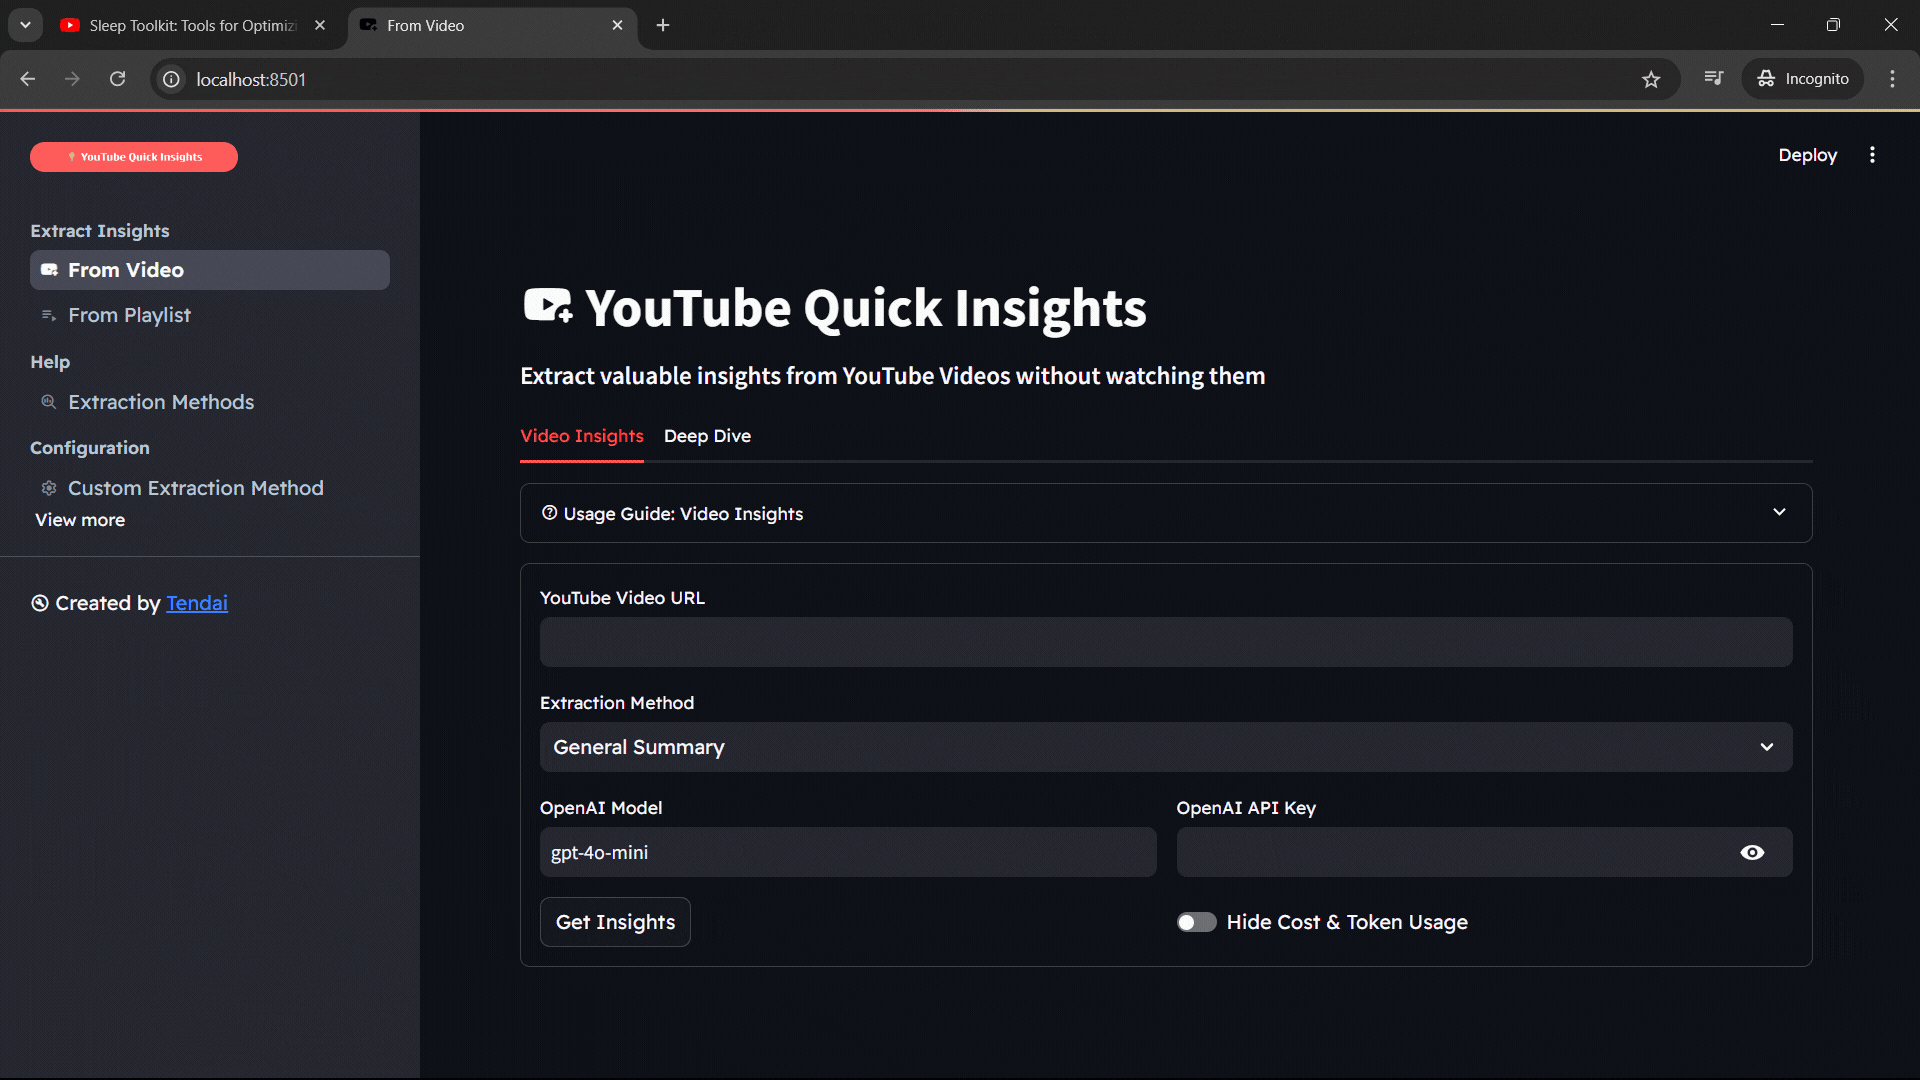 Sleep Toolkit: Tools for Optimizi
From Video
localhost:8501
Incognito
YouTube Quick Insights
Deploy
Extract Insights
From Video
From Playlist
Help
Extraction Methods
Configuration
Custom Extraction Method
View more
Created by Tendai
YouTube Quick Insights
Extract valuable insights from YouTube Videos without watching them
Video Insights Deep Dive
Usage Guide: Video Insights
YouTube Video URL
Extraction Method
General Summary
OpenAI Model OpenAI API Key
gpt-4o-mini
Get Insights Hide Cost & Token Usage